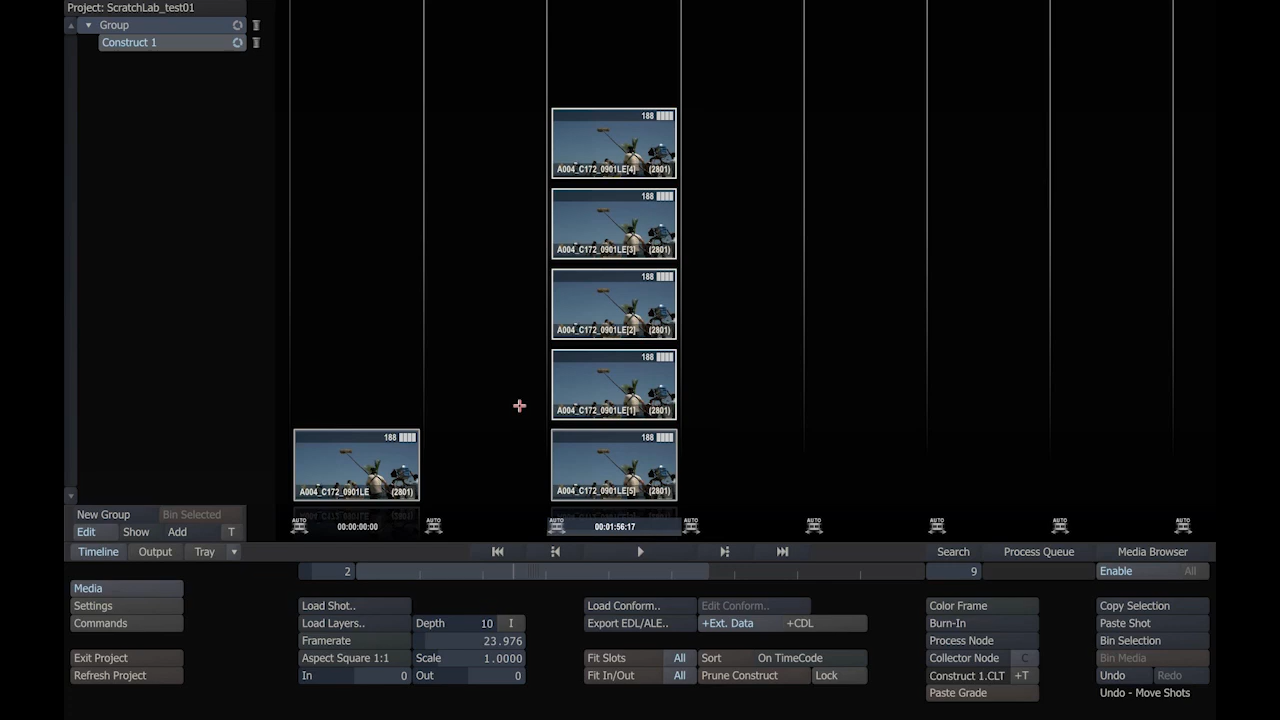 Project: ScratchLab_test01
Group
Construct 1
188
A004_C172_0901LE[4] (2801)
188
A004_C172_0901LE[3] (2801)
188
A004_C172_0901LE[2] (2801)
188
A004_C172_0901LE[1] (2801)
188
A004_C172_0901LE (2801)
188
A004_C172_0901LE[5] (2801)
New Group Bin Selected
Edit Show Add T
AUTO 00:00:00:00 AUTO AUTO 00:01:56:17 AUTO AUTO AUTO AUTO AUTO
Timeline Output Tray Search Process Queue Media Browser
2 9 Enable All
Media Load Shot.. Load Conform.. Edit Conform.. Color Frame Copy Selection
Settings Load Layers.. Depth 10 I Export EDL/ALE.. +Ext. Data +CDL Burn-In Paste Shot
Commands Framerate 23.976 Process Node Bin Selection
Exit Project Aspect Square 1:1 Scale 1.0000 Fit Slots All Sort On TimeCode Collector Node C Bin Media
Refresh Project In 0 Out 0 Fit In/Out All Prune Construct Lock Construct 1.CLT +T Undo Redo
Paste Grade Undo - Move Shots